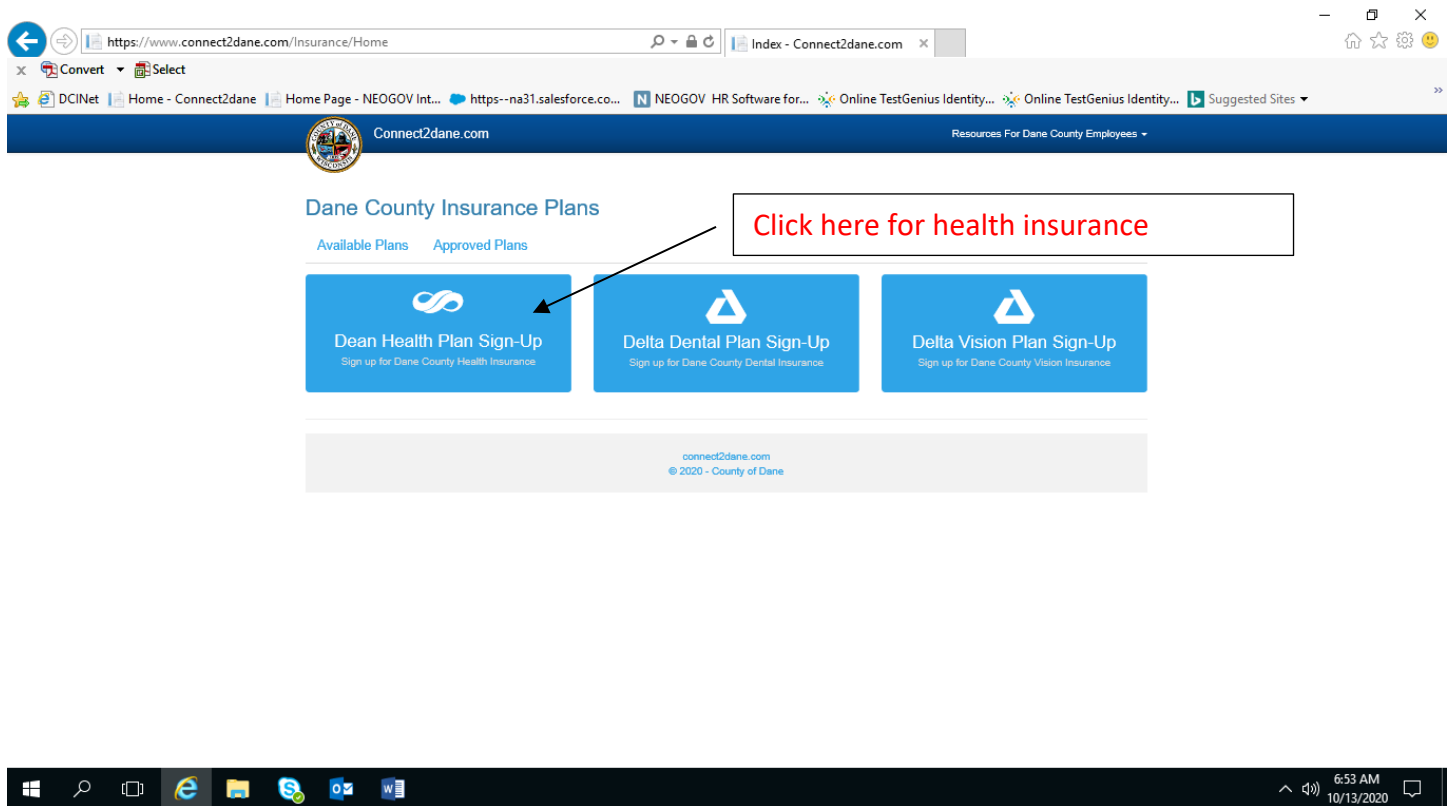 https://www.connect2dane.com/Insurance/Home
Index - Connect2dane.com
x Convert Select
DCINet Home - Connect2dane Home Page - NEOGOV Int... https--na31.salesforce.co... NEOGOV HR Software for... Online TestGenius Identity... Online TestGenius Identity... Suggested Sites
Connect2dane.com Resources For Dane County Employees
COUNTY of DANE
WISCONSIN
Dane County Insurance Plans
Click here for health insurance
Available Plans Approved Plans
Dean Health Plan Sign-Up
Sign up for Dane County Health Insurance
Delta Dental Plan Sign-Up
Sign up for Dane County Dental Insurance
Delta Vision Plan Sign-Up
Sign up for Dane County Vision Insurance
connect2dane.com
© 2020 - County of Dane
6:53 AM
10/13/2020